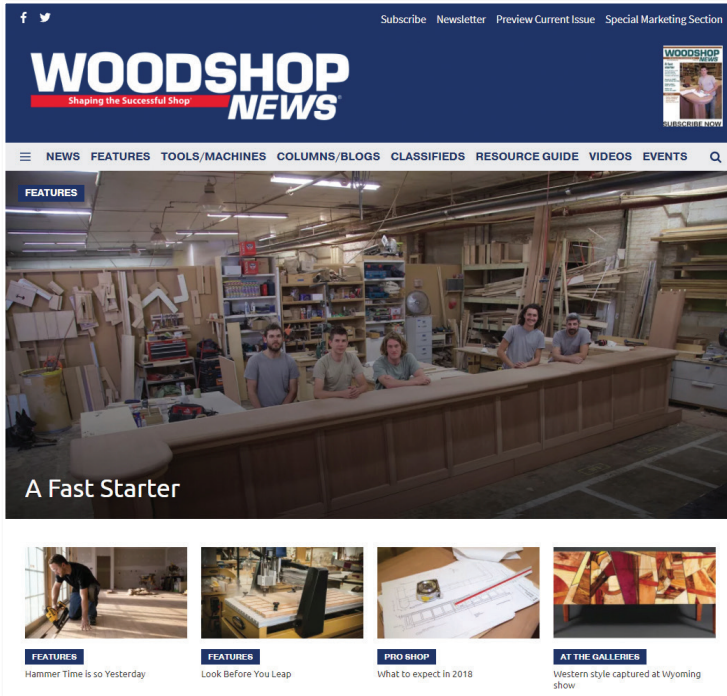 Subscribe Newsletter Preview Current Issue Special Marketing Section
WOODSHOP
NEWS
Shaping the Successful Shop
WOODSHOP
NEWS
SUBSCRIBE NOW
NEWS FEATURES TOOLS/MACHINES COLUMNS/BLOGS CLASSIFIEDS RESOURCE GUIDE VIDEOS EVENTS
FEATURES
A Fast Starter
FEATURES
Hammer Time is so Yesterday
FEATURES
Look Before You Leap
PRO SHOP
What to expect in 2018
AT THE GALLERIES
Western style captured at Wyoming
show